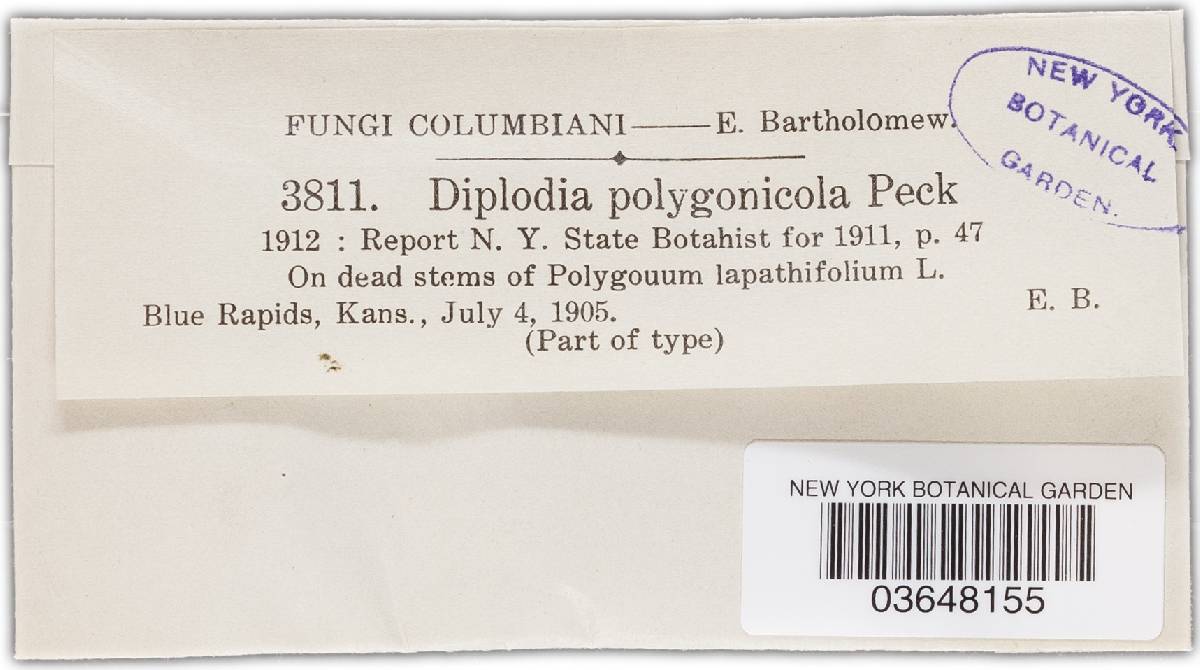 FUNGI COLUMBIANI——E. Bartholomew.
3811. Diplodia polygonicola Peck
1912 : Report N. Y. State Botahist for 1911, p. 47
On dead stems of Polygouum lapathifolium L.
Blue Rapids, Kans., July 4, 1905. E. B.
(Part of type)
NEW YORK
BOTANICAL
GARDEN.
NEW YORK BOTANICAL GARDEN
03648155